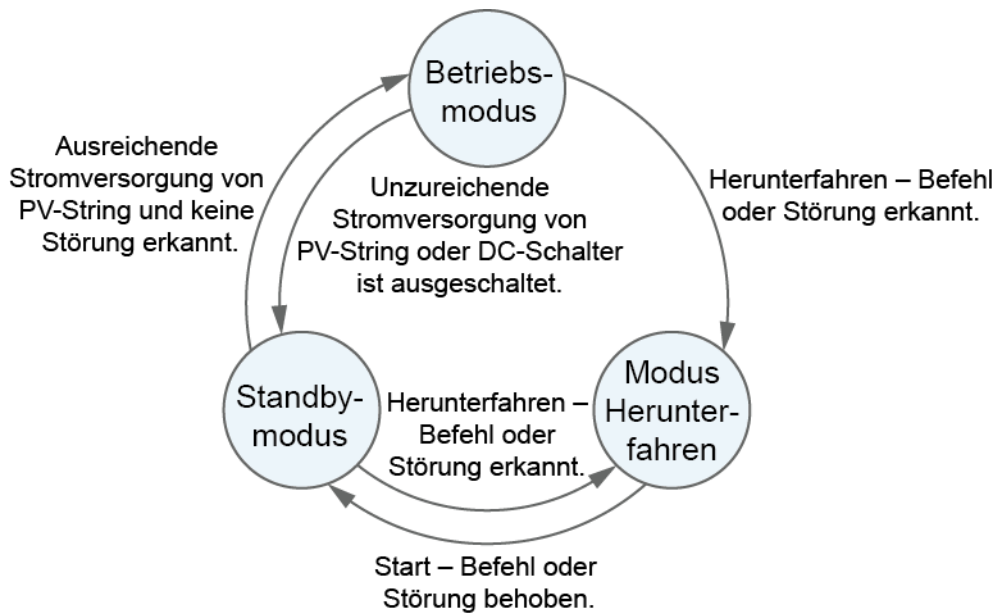 Betriebs-
modus
Ausreichende
Stromversorgung von
PV-String und keine
Störung erkannt.
Unzureichende
Stromversorgung von
PV-String oder DC-Schalter
ist ausgeschaltet.
Herunterfahren – Befehl
oder Störung erkannt.
Standby-
modus
Herunterfahren –
Befehl oder
Störung erkannt.
Modus
Herunter-
fahren
Start – Befehl oder
Störung behoben.